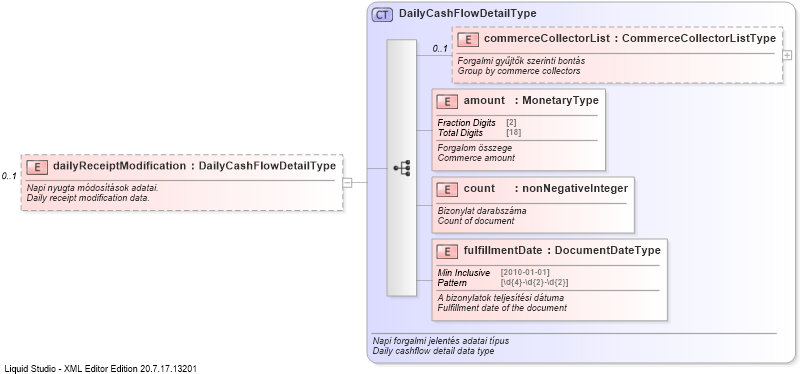 CT DailyCashFlowDetailType
0..1
E commerceCollectorList : CommerceCollectorListType
Forgalmi gyűjtők szerinti bontás
Group by commerce collectors
E amount : MonetaryType
Fraction Digits [2]
Total Digits [18]
Forgalom összege
Commerce amount
0..1
E dailyReceiptModification : DailyCashFlowDetailType
Napi nyugta módosítások adatai.
Daily receipt modification data.
E count : nonNegativeInteger
Bizonylat darabszáma
Count of document
E fulfillmentDate : DocumentDateType
Min Inclusive [2010-01-01]
Pattern [\d{4}-\d{2}-\d{2}]
A bizonylatok teljesítési dátuma
Fulfillment date of the document
Napi forgalmi jelentés adatai típus
Daily cashflow detail data type
Liquid Studio - XML Editor Edition 20.7.17.13201